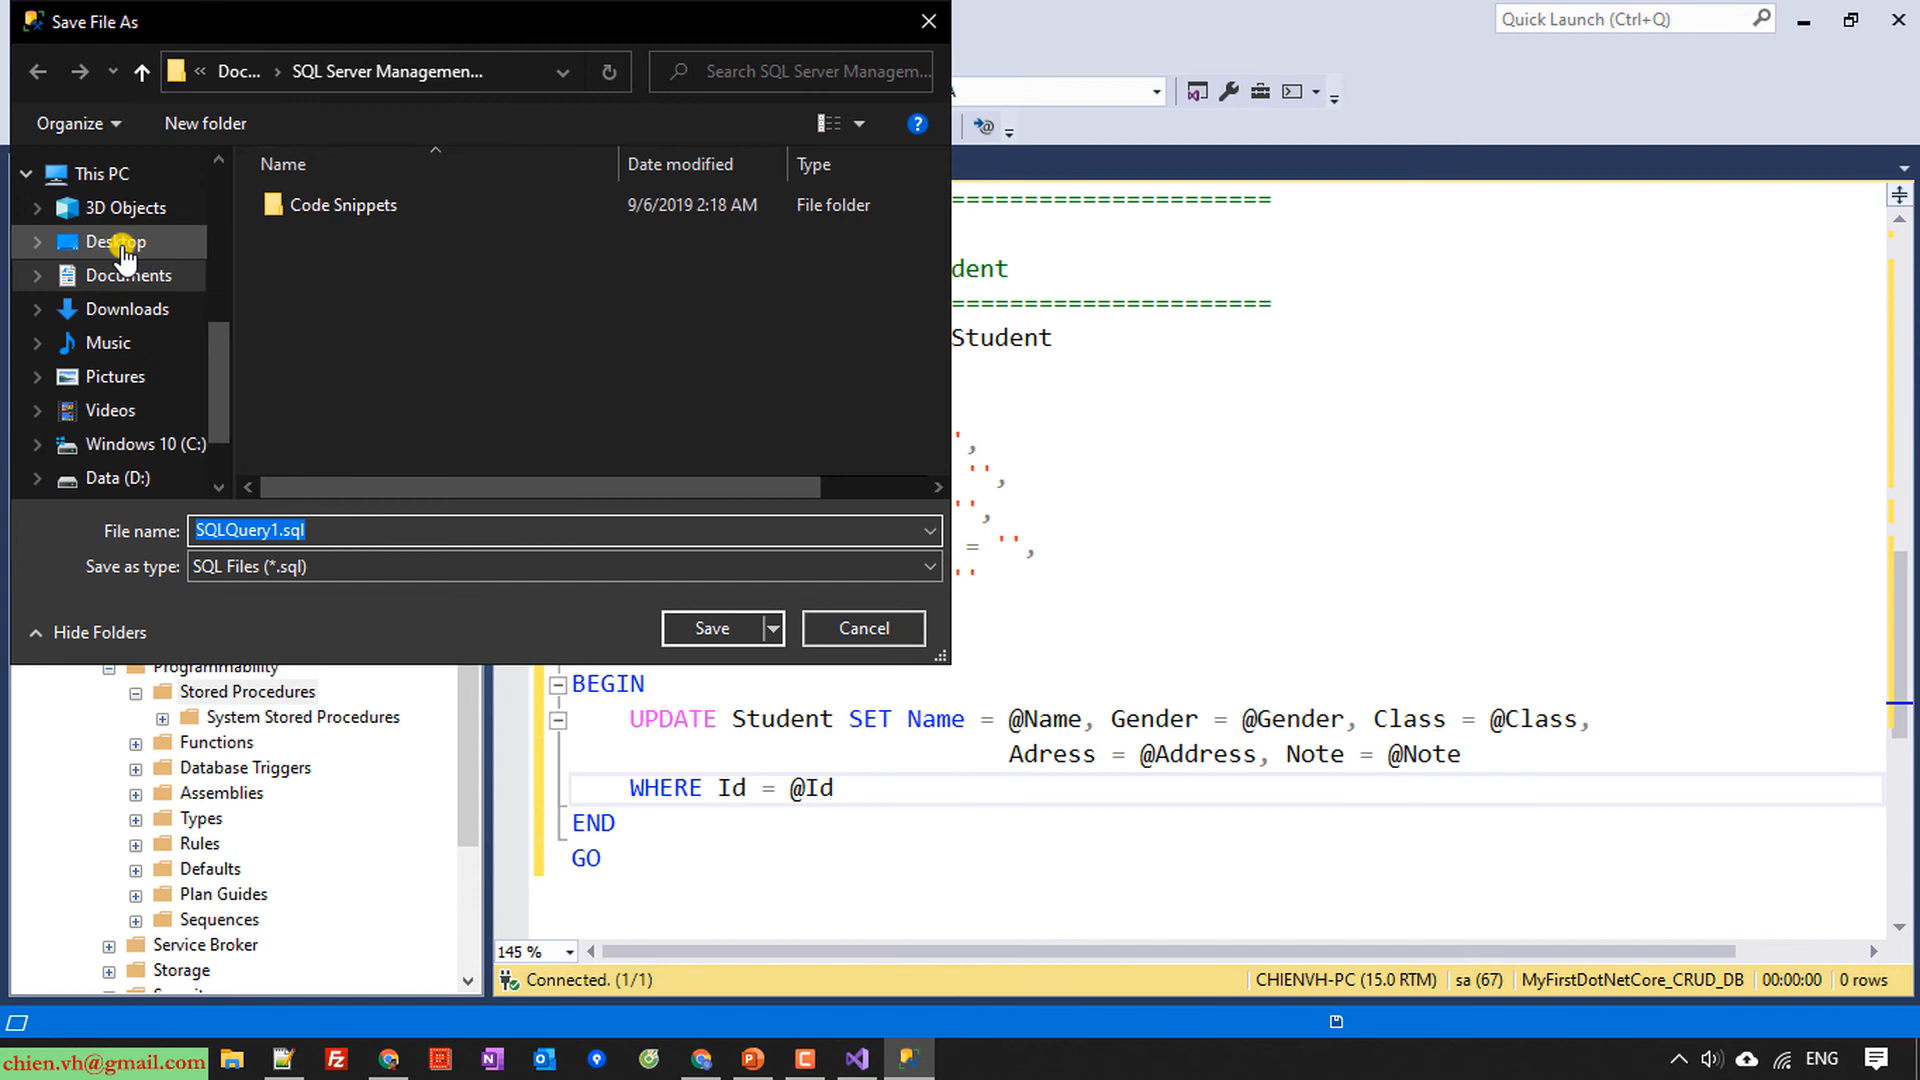 Save File As
Quick Launch (Ctrl+Q)
« Doc... › SQL Server Managemen...
Search SQL Server Managem...
Organize
New folder
This PC
3D Objects
Desktop
Documents
Downloads
Music
Pictures
Videos
Windows 10 (C:)
Data (D:)
Name
Date modified
Type
Code Snippets
9/6/2019 2:18 AM
File folder
File name:
SQLQuery1.sql
Save as type:
SQL Files (*.sql)
Hide Folders
Save
Cancel
======================
dent
======================
Student
',
'',
'',
= '',
''
BEGIN
UPDATE Student SET Name = @Name, Gender = @Gender, Class = @Class,
Adress = @Address, Note = @Note
WHERE Id = @Id
END
GO
Programmability
Stored Procedures
System Stored Procedures
Functions
Database Triggers
Assemblies
Types
Rules
Defaults
Plan Guides
Sequences
Service Broker
Storage
145 %
Connected. (1/1)
CHIENVH-PC (15.0 RTM)
sa (67)
MyFirstDotNetCore_CRUD_DB
00:00:00
0 rows
chien.vh@gmail.com
ENG